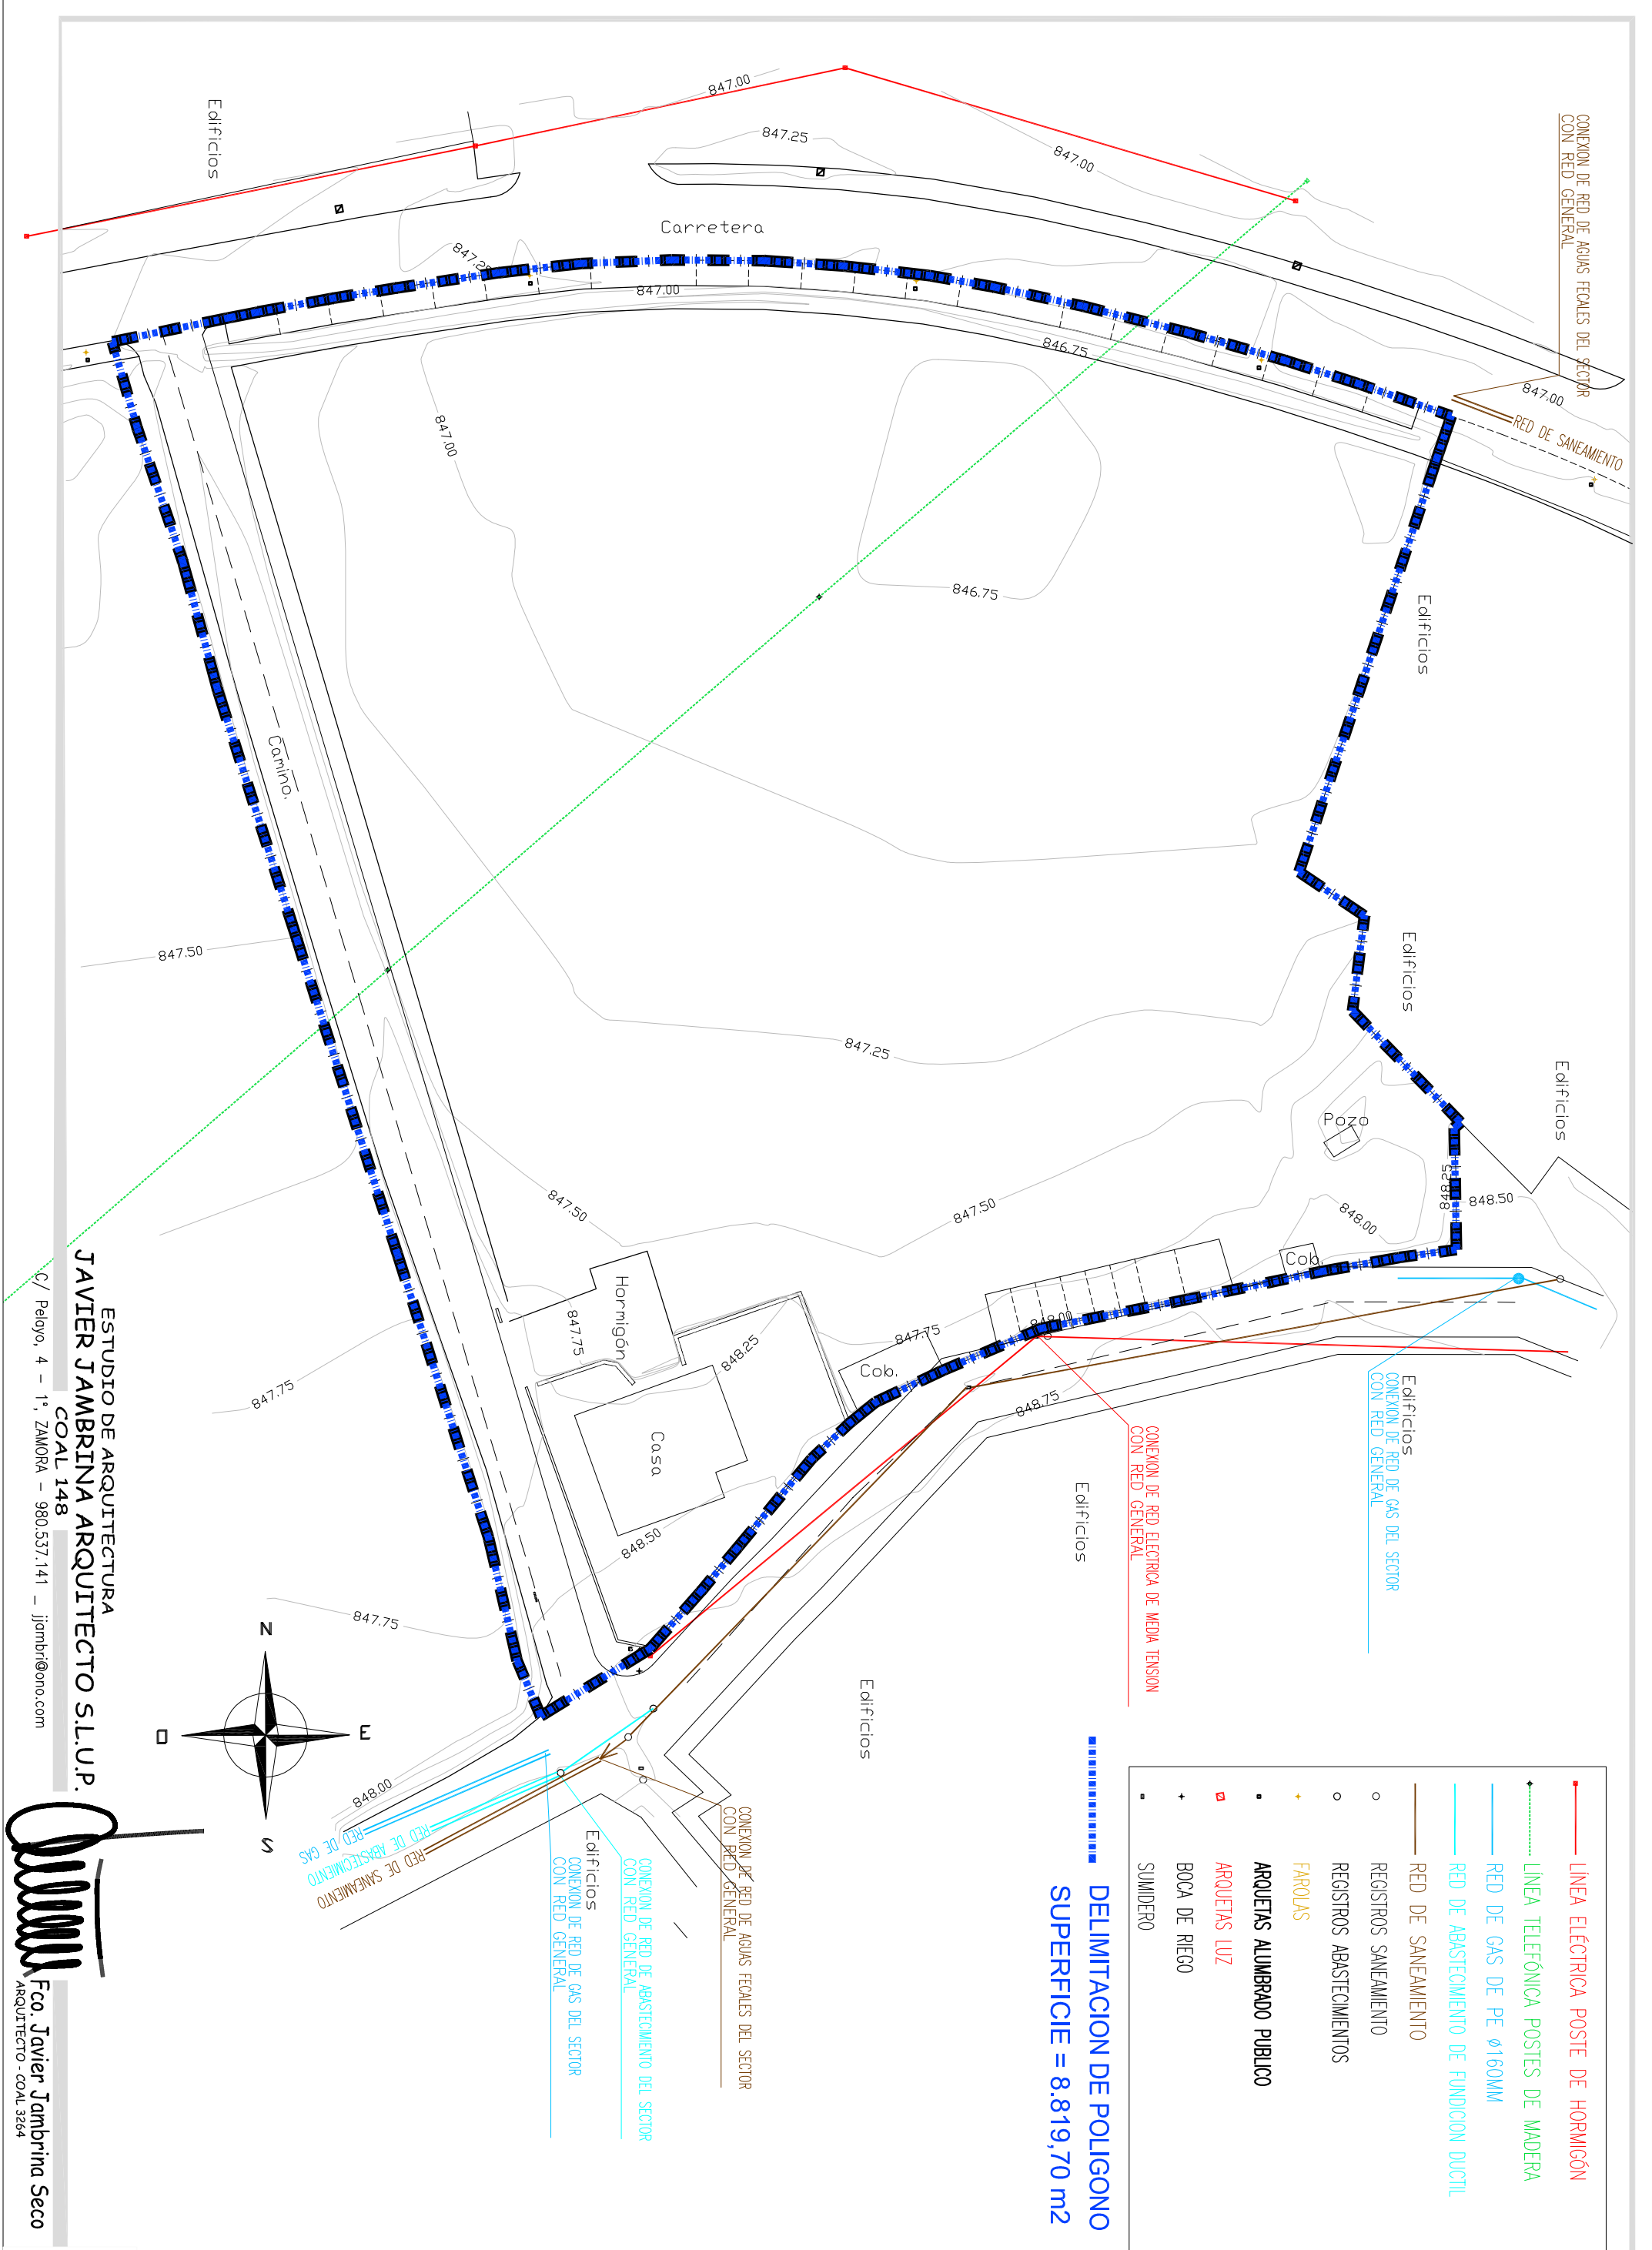 CONEXION DE RED DE AGUAS FECALES DEL SECTOR
CON RED GENERAL
847.00
847.25
847.00
Edificios
Carretera
847.00
RED DE SANEAMIENTO
847.25
847.00
846.75
847.00
846.75
Edificios
Camino.
847.50
847.25
Edificios
Edificios
Pozo
848.25
848.50
848.00
847.50
847.50
Cob.
848.00
847.75
Hormigón
847.75
848.25
Cob.
848.75
847.75
Casa
848.50
847.75
Edificios
CONEXION DE RED DE GAS DEL SECTOR
CON RED GENERAL
CONEXION DE RED ELECTRICA DE MEDIA TENSION
CON RED GENERAL
Edificios
Edificios
848.00
RED DE GAS
RED DE ABASTECIMIENTO
RED DE SANEAMIENTO
Edificios
CONEXION DE RED DE AGUAS FECALES DEL SECTOR
CON RED GENERAL
CONEXION DE RED DE ABASTECIMIENTO DEL SECTOR
CON RED GENERAL
CONEXION DE RED DE GAS DEL SECTOR
CON RED GENERAL
N
E
S
O
LÍNEA ELÉCTRICA POSTE DE HORMIGÓN
LÍNEA TELEFÓNICA POSTES DE MADERA
RED DE GAS DE PE Ø160MM
RED DE ABASTECIMIENTO DE FUNDICION DUCTIL
RED DE SANEAMIENTO
REGISTROS SANEAMIENTO
REGISTROS ABASTECIMIENTOS
FAROLAS
ARQUETAS ALUMBRADO PUBLICO
ARQUETAS LUZ
BOCA DE RIEGO
SUMIDERO
DELIMITACION DE POLIGONO
SUPERFICIE = 8.819,70 m2
ESTUDIO DE ARQUITECTURA
JAVIER JAMBRINA ARQUITECTO S.L.U.P.
COAL 148
C/ Pelayo, 4 - 1º, ZAMORA - 980.537.141 _ jjambri@ono.com
Fco. Javier Jambrina Seco
ARQUITECTO - COAL 3264